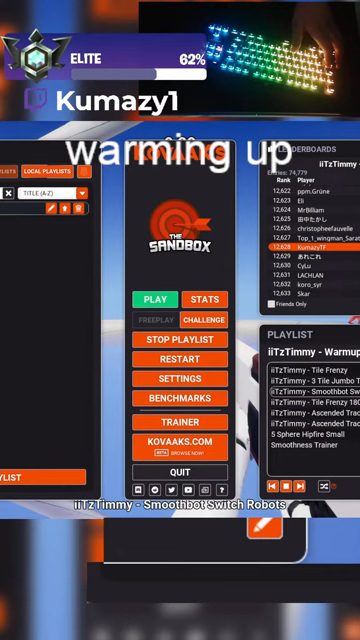 ELITE
62%
Kumazy1
warming up
KOVAAKS
LOCAL PLAYLISTS
TITLE (A-Z)
THE
SANDBOX
PLAY
STATS
FREEPLAY
CHALLENGE
STOP PLAYLIST
RESTART
SETTINGS
BENCHMARKS
TRAINER
KOVAAKS.COM
BETA BROWSE NOW!
QUIT
LEADERBOARDS
iiTzT
Entries: 74,779
Rank Player
12,622 ppm.Grüne
12,623 Eli
12,624 MrBilliam
12,625 田中たかし
12,626 christopheefouvarte
12,627 Top_1_wingman_Sarat
12,628 KumazyTF
12,629 あれこれ
12,630 CyLu
12,631 LACHLAN
12,632 koro_syr
12,633 Skar
Friends Only
PLAYLIST
iiTzTimmy - Warmup
iiTzTimmy - Tile Frenzy
iiTzTimmy - 3 Tile Jumbo T
iiTzTimmy - Smoothbot Sw
iiTzTimmy - Tile Frenzy 180
iiTzTimmy - Ascended Trac
iiTzTimmy - Ascended Trac
5 Sphere Hipfire Small
Smoothness Trainer
YLIST
iiTzTimmy - Smoothbot Switch Robots